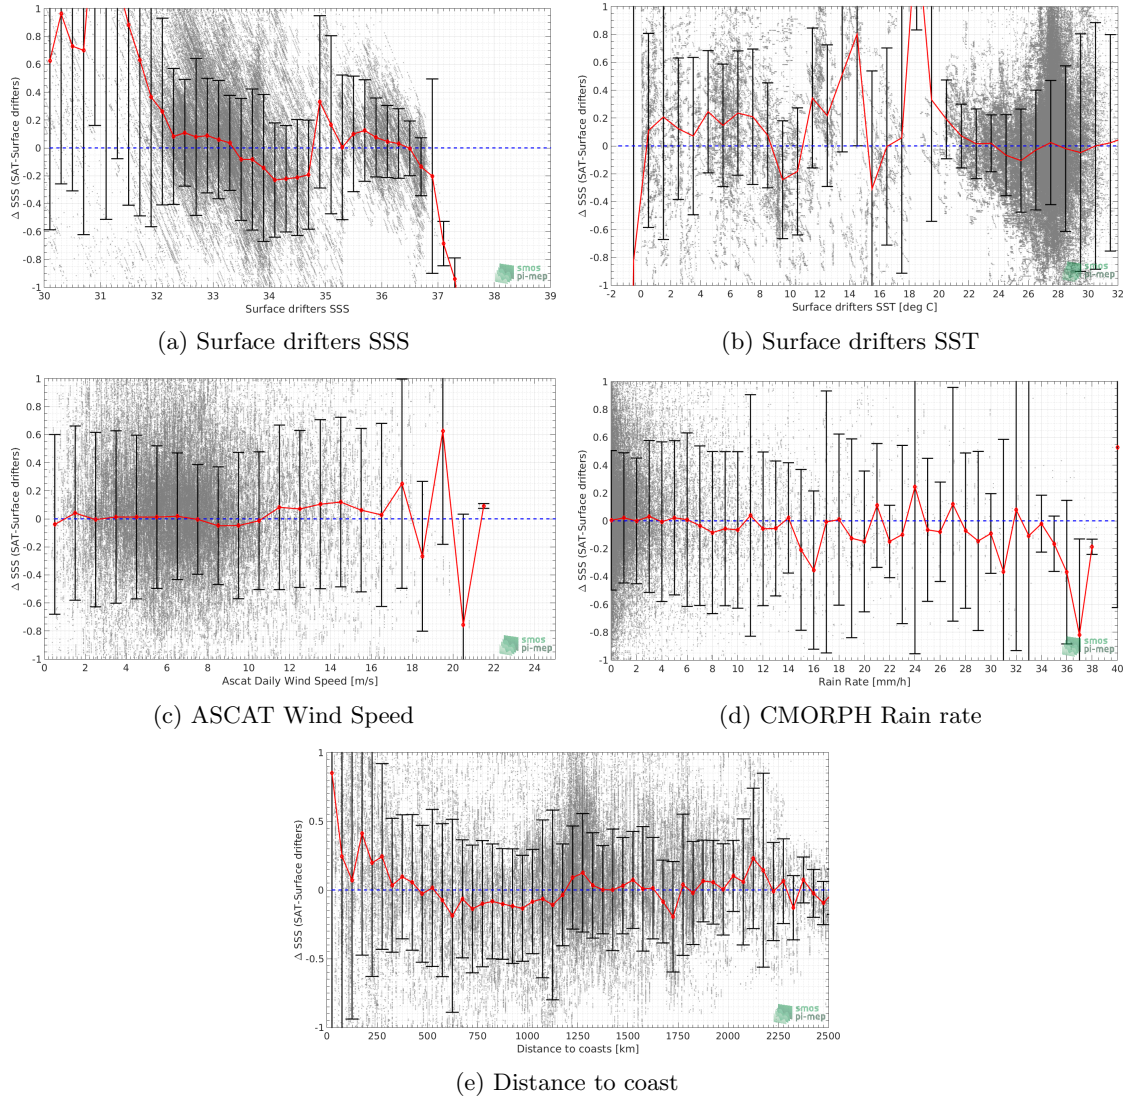 Δ SSS (SAT-Surface drifters)
1
0.8
0.6
0.4
0.2
0
-0.2
-0.4
-0.6
-0.8
-1
30 31 32 33 34 35 36 37 38 39
Surface drifters SSS
smos
pi-mep
(a) Surface drifters SSS
Δ SSS (SAT-Surface drifters)
1
0.8
0.6
0.4
0.2
0
-0.2
-0.4
-0.6
-0.8
-1
-2 0 2 4 6 8 10 12 14 16 18 20 22 24 26 28 30 32
Surface drifters SST [deg C]
smos
pi-mep
(b) Surface drifters SST
Δ SSS (SAT-Surface drifters)
1
0.8
0.6
0.4
0.2
0
-0.2
-0.4
-0.6
-0.8
-1
0 2 4 6 8 10 12 14 16 18 20 22 24
Ascat Daily Wind Speed [m/s]
smos
pi-mep
(c) ASCAT Wind Speed
Δ SSS (SAT-Surface drifters)
1
0.8
0.6
0.4
0.2
0
-0.2
-0.4
-0.6
-0.8
-1
0 2 4 6 8 10 12 14 16 18 20 22 24 26 28 30 32 34 36 38 40
Rain Rate [mm/h]
smos
pi-mep
(d) CMORPH Rain rate
Δ SSS (SAT-Surface drifters)
1
0.5
0
-0.5
-1
0 250 500 750 1000 1250 1500 1750 2000 2250 2500
Distance to coasts [km]
smos
pi-mep
(e) Distance to coast